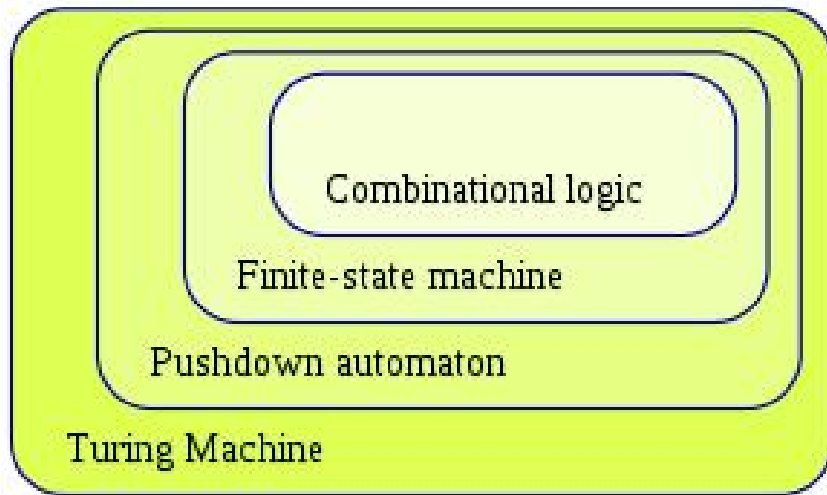 Combinational logic
Finite-state machine
Pushdown automaton
Turing Machine